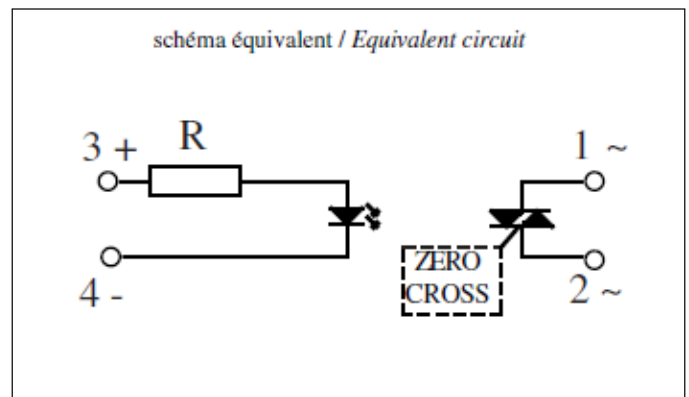 schéma équivalent / Equivalent circuit
3 + R 1 ~
4 - ZERO CROSS 2 ~